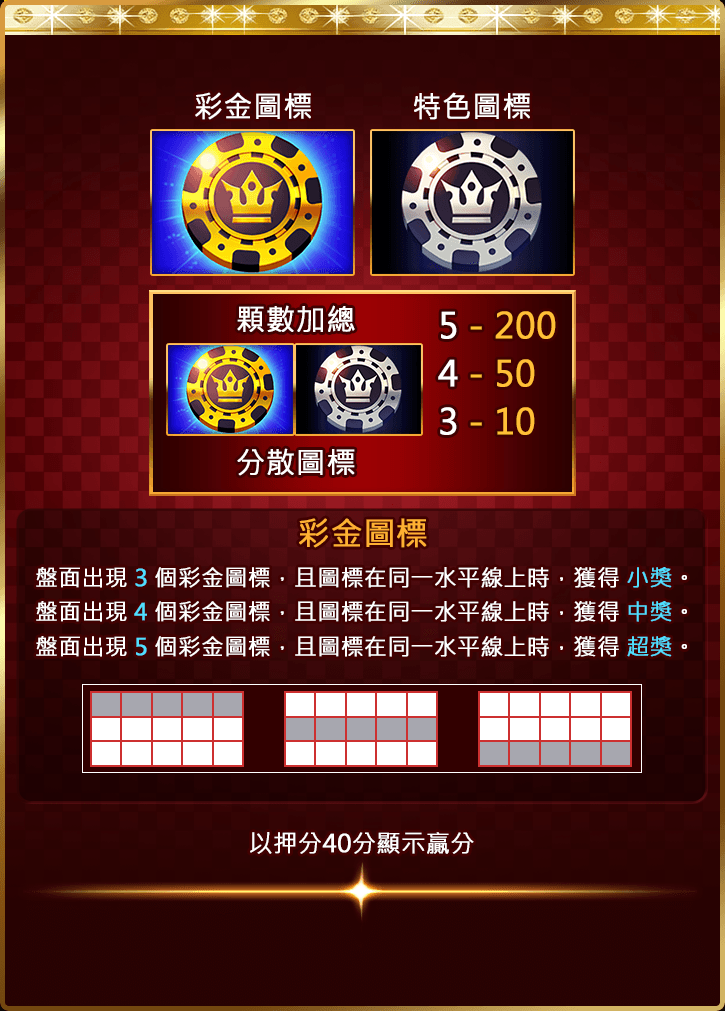 彩金圖標 特色圖標
顆數加總
5 - 200
4 - 50
3 - 10
分散圖標
彩金圖標
盤面出現 3 個彩金圖標，且圖標在同一水平線上時，獲得 小獎。
盤面出現 4 個彩金圖標，且圖標在同一水平線上時，獲得 中獎。
盤面出現 5 個彩金圖標，且圖標在同一水平線上時，獲得 超獎。
以押分40分顯示贏分